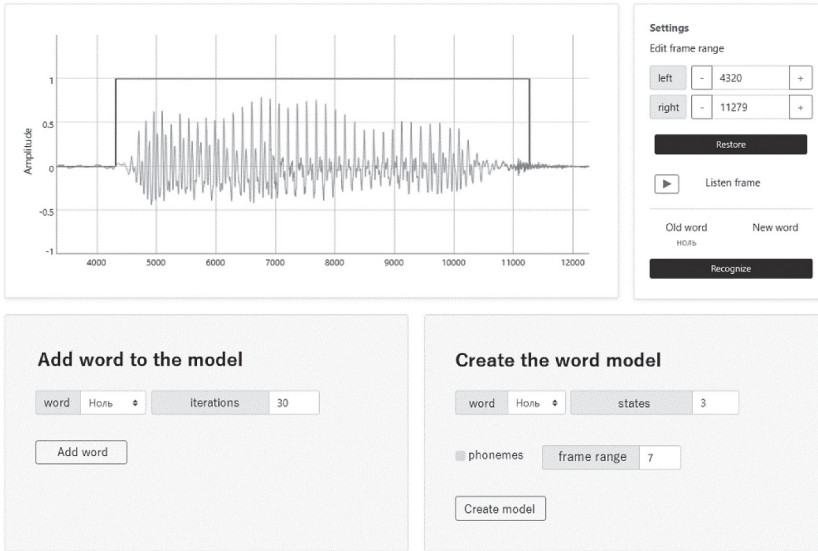 Amplitude
1
0.5
0
-0.5
-1
4000 5000 6000 7000 8000 9000 10000 11000 12000
Settings
Edit frame range
left - 4320 +
right - 11279 +
Restore
Listen frame
Old word New word
ноль
Recognize
Add word to the model
word Ноль iterations 30
Add word
Create the word model
word Ноль states 3
phonemes frame range 7
Create model